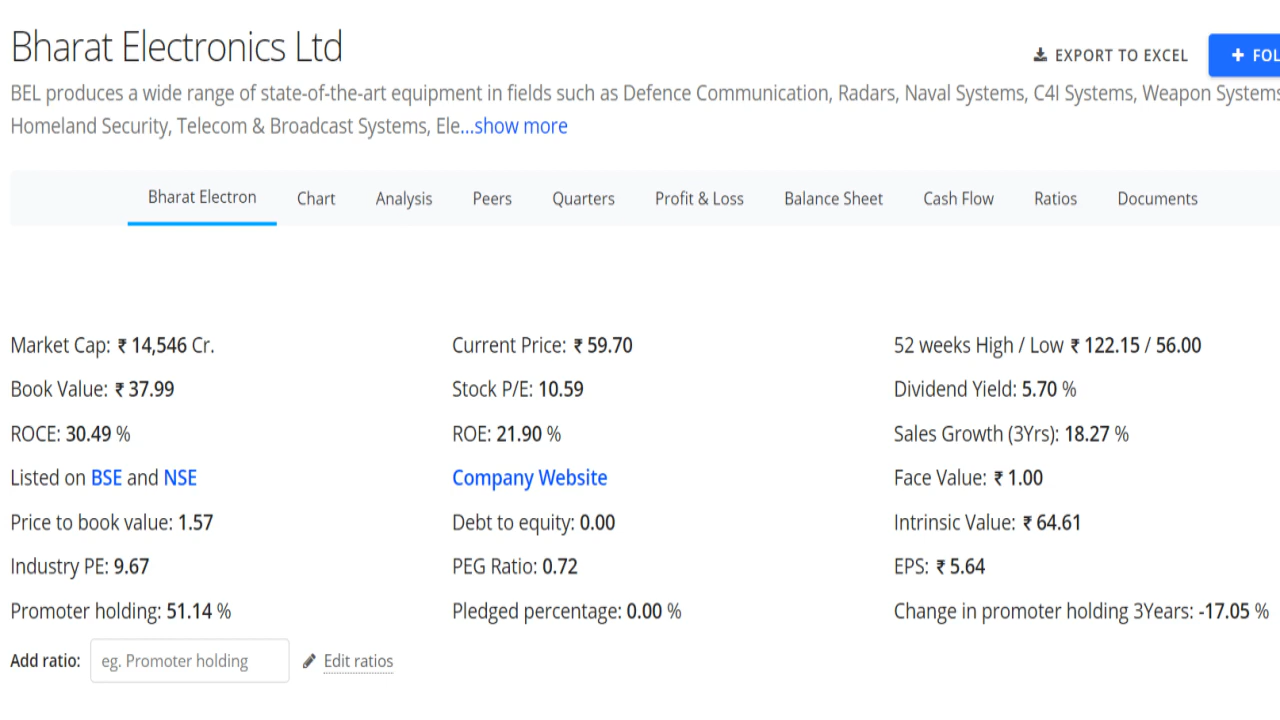 Bharat Electronics Ltd
EXPORT TO EXCEL
+ FOL
BEL produces a wide range of state-of-the-art equipment in fields such as Defence Communication, Radars, Naval Systems, C4I Systems, Weapon Systems
Homeland Security, Telecom & Broadcast Systems, Ele...show more
Bharat Electron Chart Analysis Peers Quarters Profit & Loss Balance Sheet Cash Flow Ratios Documents
Market Cap: ₹ 14,546 Cr. Current Price: ₹ 59.70 52 weeks High / Low ₹ 122.15 / 56.00
Book Value: ₹ 37.99 Stock P/E: 10.59 Dividend Yield: 5.70 %
ROCE: 30.49 % ROE: 21.90 % Sales Growth (3Yrs): 18.27 %
Listed on BSE and NSE Company Website Face Value: ₹ 1.00
Price to book value: 1.57 Debt to equity: 0.00 Intrinsic Value: ₹ 64.61
Industry PE: 9.67 PEG Ratio: 0.72 EPS: ₹ 5.64
Promoter holding: 51.14 % Pledged percentage: 0.00 % Change in promoter holding 3Years: -17.05 %
Add ratio: eg. Promoter holding Edit ratios